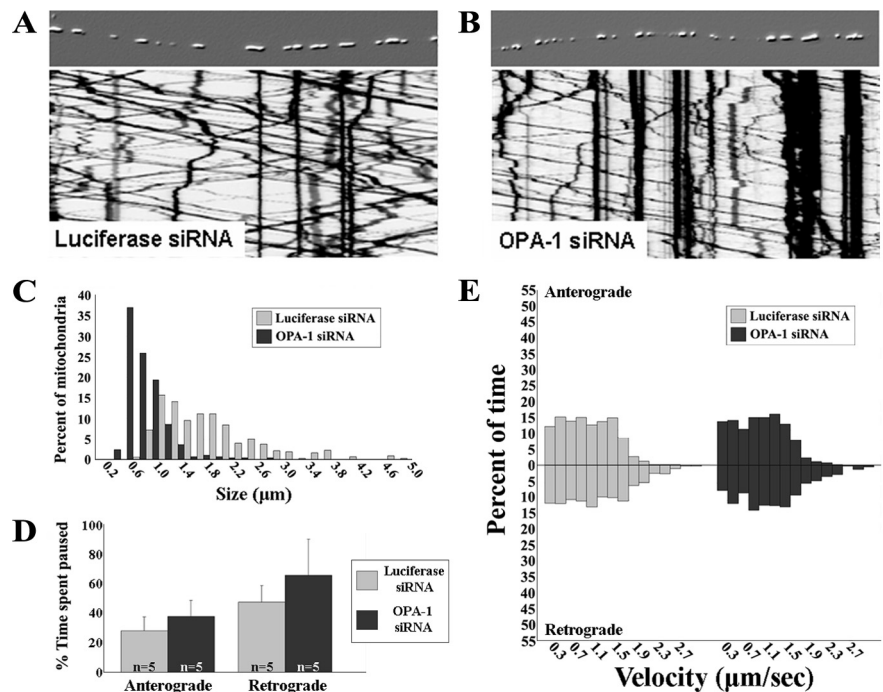 A
B
Luciferase siRNA
OPA-1 siRNA
C
Percent of mitochondria
40
35
30
25
20
15
10
5
0
Luciferase siRNA
OPA-1 siRNA
0.2 0.6 1.0 1.4 1.8 2.2 2.6 3.0 3.4 3.8 4.2 4.6 5.0
Size (μm)
D
% Time spent paused
100
80
60
40
20
0
n=5 n=5 n=5 n=5
Anterograde Retrograde
Luciferase
siRNA
OPA-1
siRNA
E
Percent of time
55
50
45
40
35
30
25
20
15
10
5
0
5
10
15
20
25
30
35
40
45
50
55
Anterograde
Luciferase siRNA
OPA-1 siRNA
Retrograde
0.3 0.7 1.1 1.5 1.9 2.3 2.7 0.3 0.7 1.1 1.5 1.9 2.3 2.7
Velocity (μm/sec)